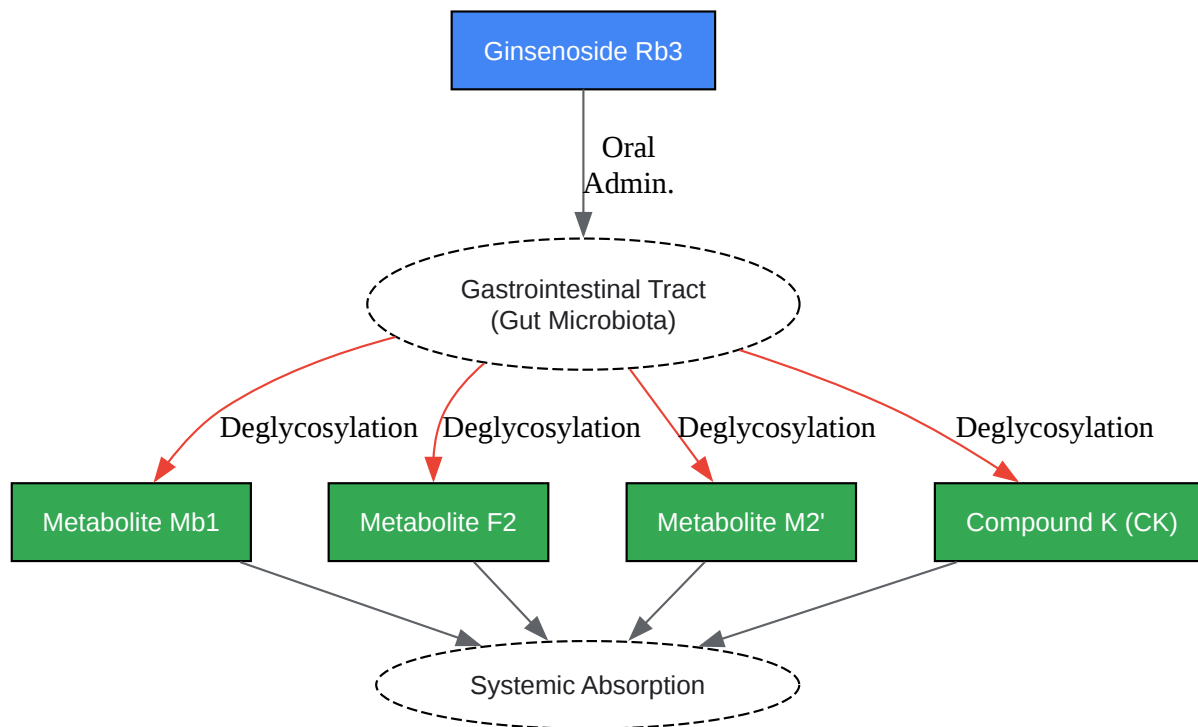 Ginsenoside Rb3
Oral
Admin.
Gastrointestinal Tract
(Gut Microbiota)
Deglycosylation
Deglycosylation
Deglycosylation
Deglycosylation
Metabolite Mb1
Metabolite F2
Metabolite M2'
Compound K (CK)
Systemic Absorption